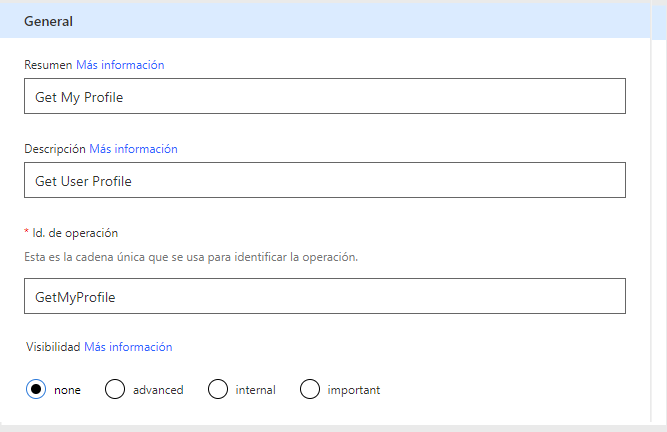 General
Resumen Más información
Get My Profile
Descripción Más información
Get User Profile
* Id. de operación
Esta es la cadena única que se usa para identificar la operación.
GetMyProfile
Visibilidad Más información
none advanced internal important